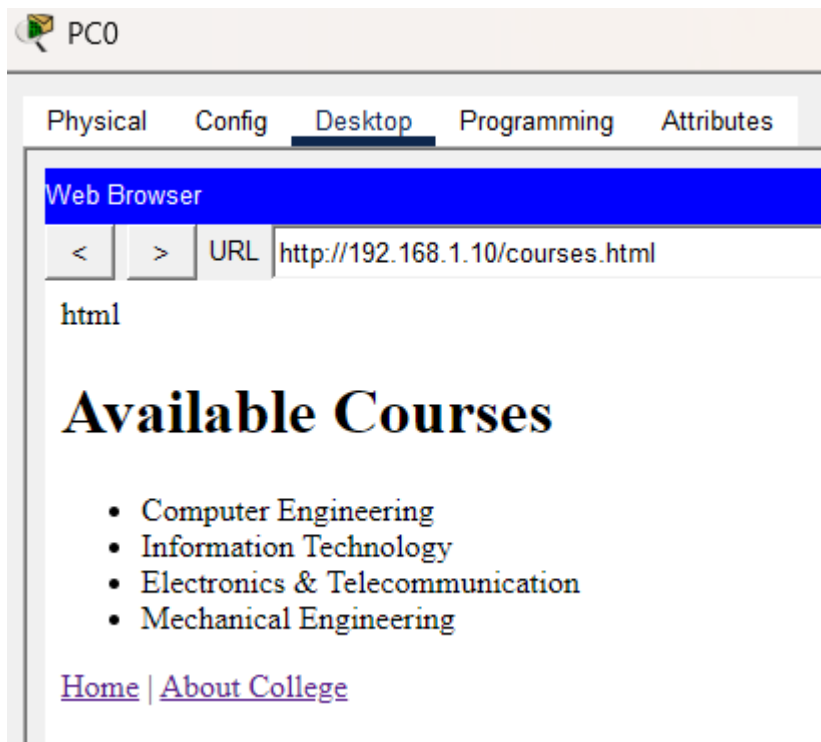 PC0
Physical Config Desktop Programming Attributes
Web Browser
< > URL http://192.168.1.10/courses.html
html
Available Courses
• Computer Engineering
• Information Technology
• Electronics & Telecommunication
• Mechanical Engineering
Home | About College